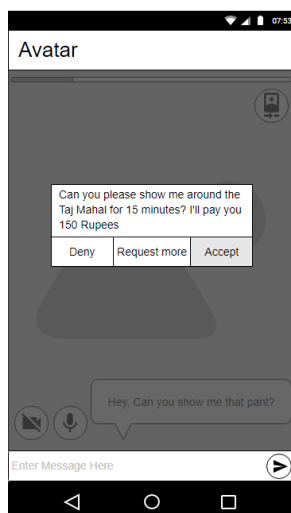 07:53
Avatar
Can you please show me around the
Taj Mahal for 15 minutes? I'll pay you
150 Rupees
Deny Request more Accept
Hey, Can you show me that pant?
Enter Message Here